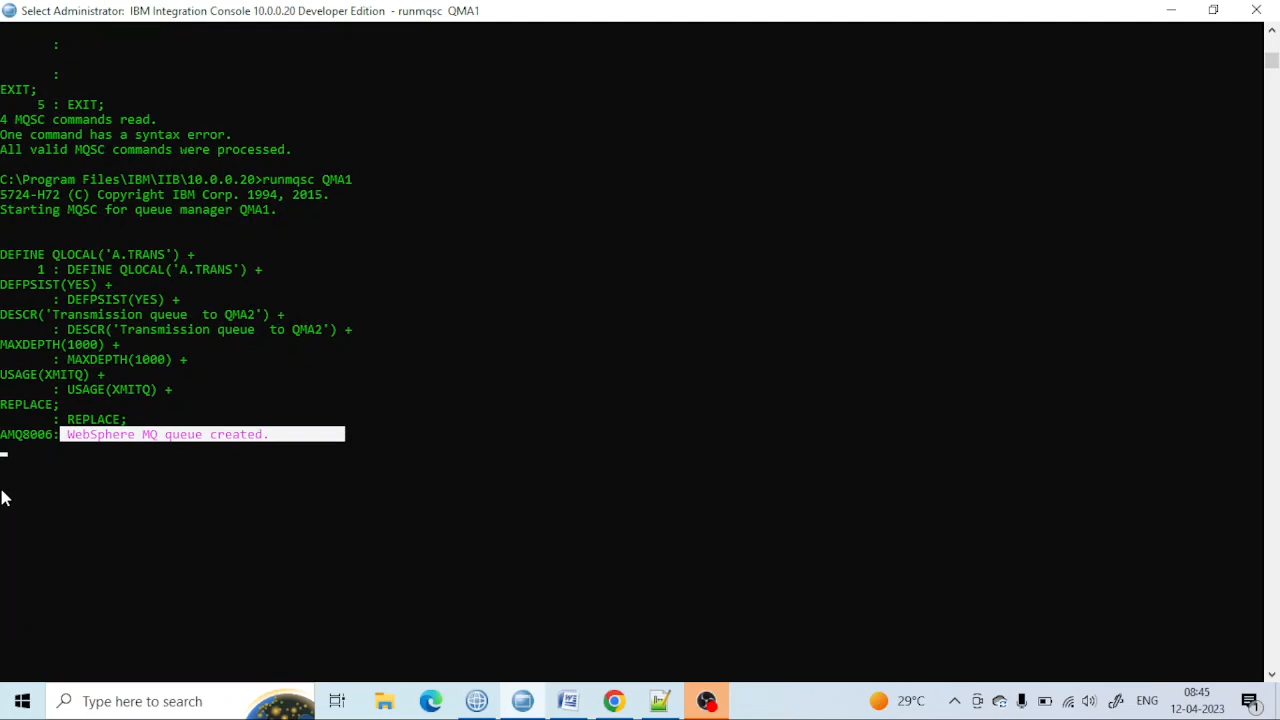 Select Administrator: IBM Integration Console 10.0.0.20 Developer Edition - runmqsc  QMA1
:
:
EXIT;
5 : EXIT;
4 MQSC commands read.
One command has a syntax error.
All valid MQSC commands were processed.
C:\Program Files\IBM\IIB\10.0.0.20>runmqsc QMA1
5724-H72 (C) Copyright IBM Corp. 1994, 2015.
Starting MQSC for queue manager QMA1.
DEFINE QLOCAL('A.TRANS') +
1 : DEFINE QLOCAL('A.TRANS') +
DEFPSIST(YES) +
: DEFPSIST(YES) +
DESCR('Transmission queue  to QMA2') +
: DESCR('Transmission queue  to QMA2') +
MAXDEPTH(1000) +
: MAXDEPTH(1000) +
USAGE(XMITQ) +
: USAGE(XMITQ) +
REPLACE;
: REPLACE;
AMQ8006: WebSphere MQ queue created.
Type here to search
29°C
ENG
08:45
12-04-2023
1